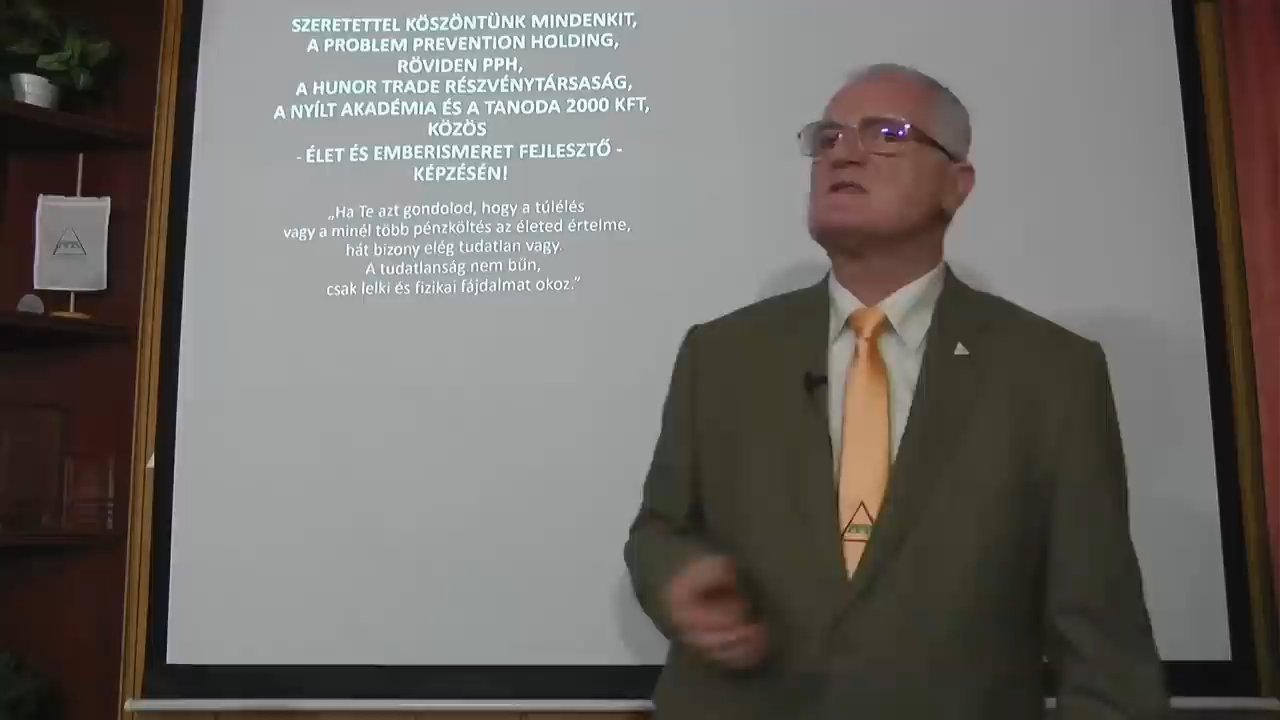 SZERETETTEL KÖSZÖNTÜNK MINDENKIT,
A PROBLEM PREVENTION HOLDING,
RÖVIDEN PPH,
A HUNOR TRADE RÉSZVÉNYTÁRSASÁG,
A NYÍLT AKADÉMIA ÉS A TANODA 2000 KFT,
KÖZÖS
- ÉLET ÉS EMBERISMERET FEJLESZTŐ -
KÉPZÉSÉN!
„Ha Te azt gondolod, hogy a túlélés
vagy a minél több pénzköltés az életed értelme,
hát bizony elég tudatlan vagy.
A tudatlanság nem bűn,
csak lelki és fizikai fájdalmat okoz.”